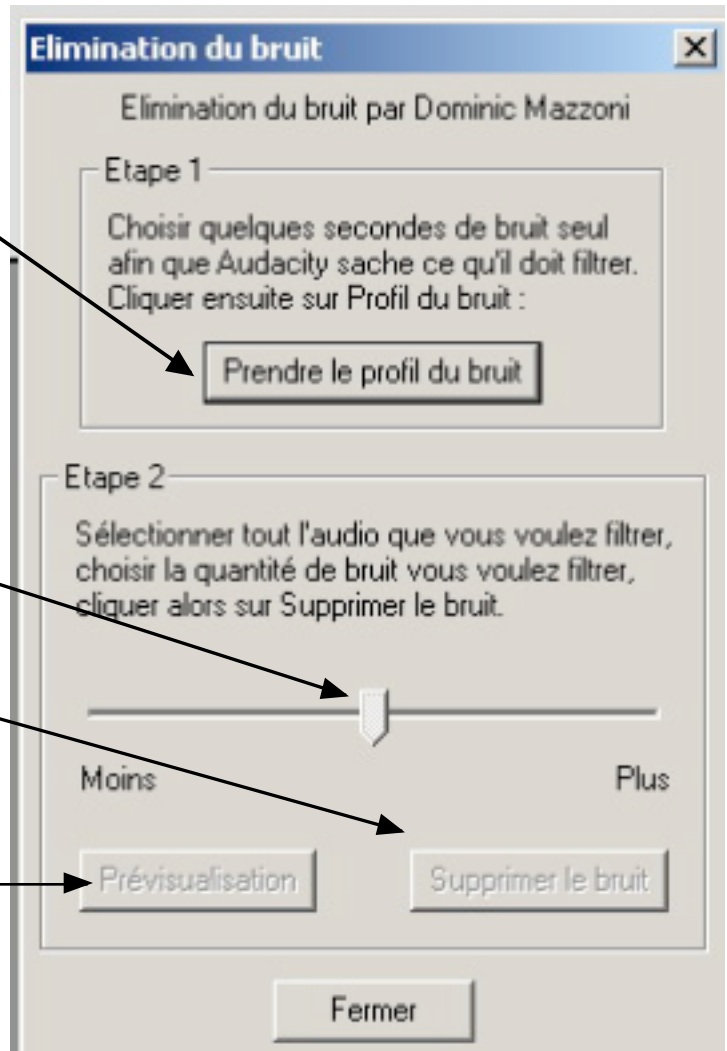 Elimination du bruit
Elimination du bruit par Dominic Mazzoni
Etape 1
Choisir quelques secondes de bruit seul
afin que Audacity sache ce qu'il doit filtrer.
Cliquer ensuite sur Profil du bruit :
Prendre le profil du bruit
Etape 2
Sélectionner tout l'audio que vous voulez filtrer,
choisir la quantité de bruit vous voulez filtrer,
cliquer alors sur Supprimer le bruit.
Moins Plus
Prévisualisation Supprimer le bruit
Fermer